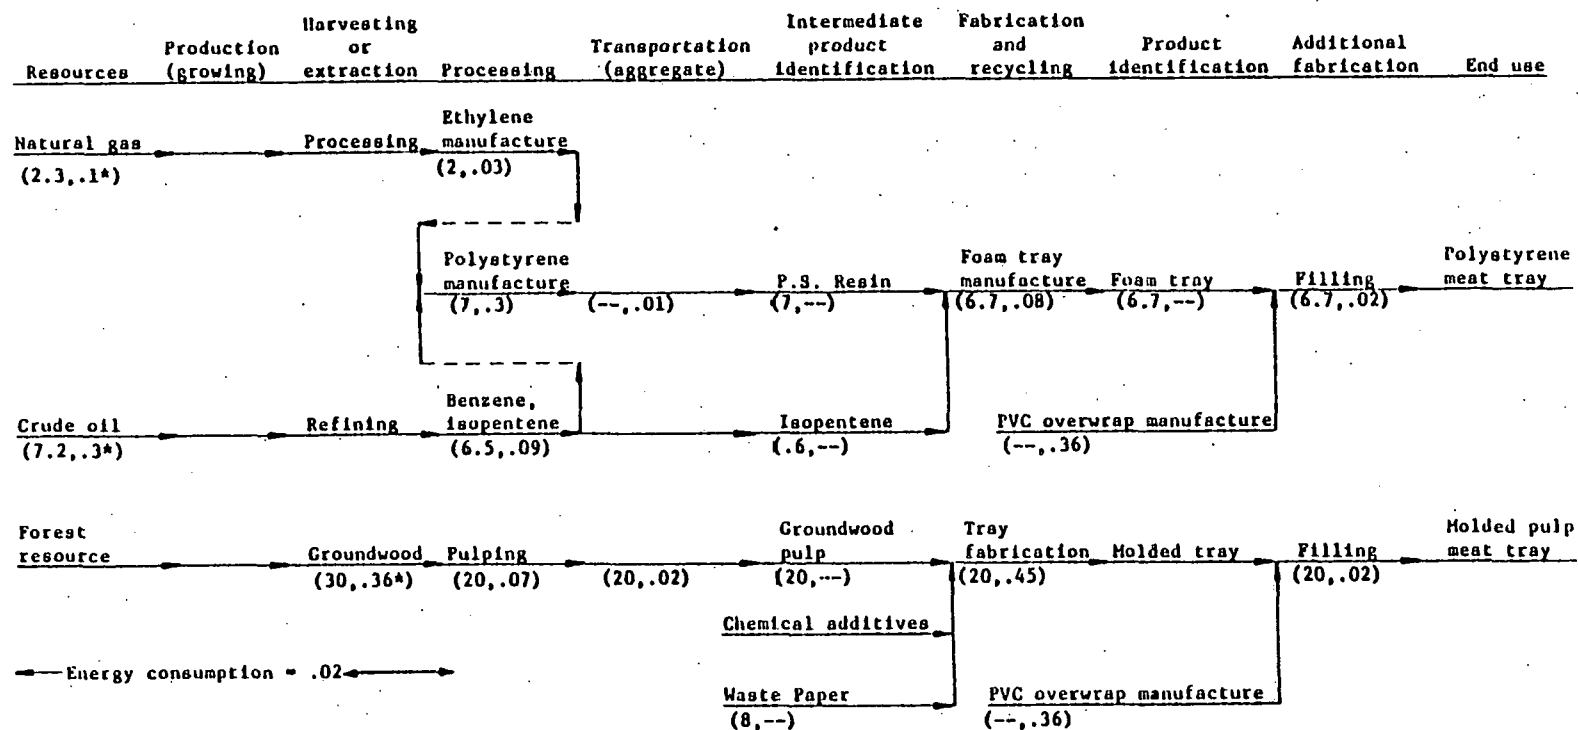 Resources
Production
(growing)
Harvesting
or
extraction
Processing
Transportation
(aggregate)
Intermediate
product
identification
Fabrication
and
recycling
Product
identification
Additional
fabrication
End use
Natural gas
(2.3,.1*)
Processing
Ethylene
manufacture
(2,.03)
Polystyrene
manufacture
(7,.3)
(--,.01)
P.S. Resin
(7,--)
Foam tray
manufacture
(6.7,.08)
Foam tray
(6.7,--)
Filling
(6.7,.02)
Polystyrene
meat tray
Crude oil
(7.2,.3*)
Refining
Benzene,
isopentene
(6.5,.09)
Isopentene
(.6,--)
PVC overwrap manufacture
(--,.36)
Forest
resource
Groundwood
(30,.36*)
Pulping
(20,.07)
(20,.02)
Groundwood
pulp
(20,--)
Tray
fabrication
(20,.45)
Molded tray
Filling
(20,.02)
Molded pulp
meat tray
Chemical additives
Energy consumption = .02
Waste Paper
(8,--)
PVC overwrap manufacture
(--,.36)